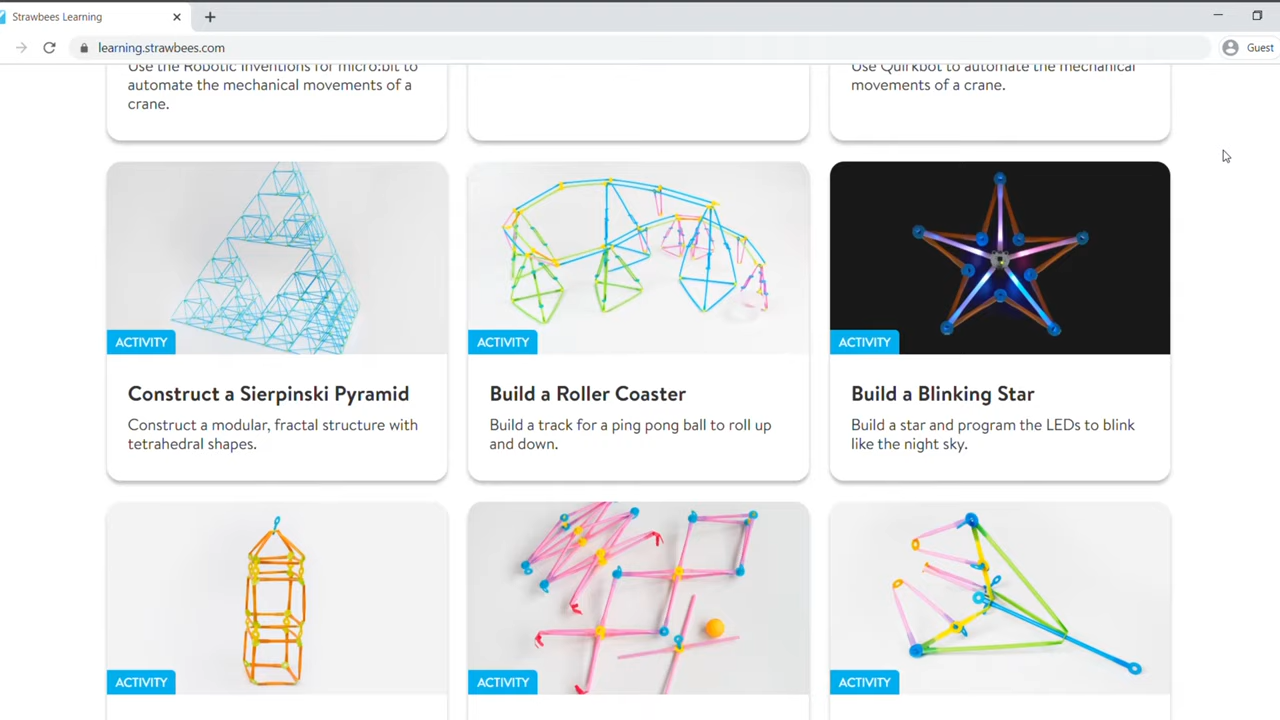 Strawbees Learning
learning.strawbees.com
Guest
Use the Robotic Inventions for micro:bit to
automate the mechanical movements of a
crane.
Use Quirkbot to automate the mechanical
movements of a crane.
ACTIVITY
Construct a Sierpinski Pyramid
Construct a modular, fractal structure with
tetrahedral shapes.
ACTIVITY
Build a Roller Coaster
Build a track for a ping pong ball to roll up
and down.
ACTIVITY
Build a Blinking Star
Build a star and program the LEDs to blink
like the night sky.
ACTIVITY
ACTIVITY
ACTIVITY